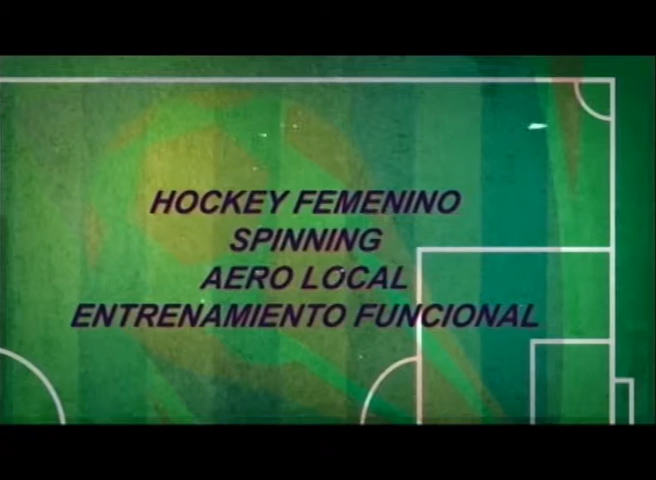 HOCKEY FEMENINO
SPINNING
AERO LOCAL
ENTRENAMIENTO FUNCIONAL